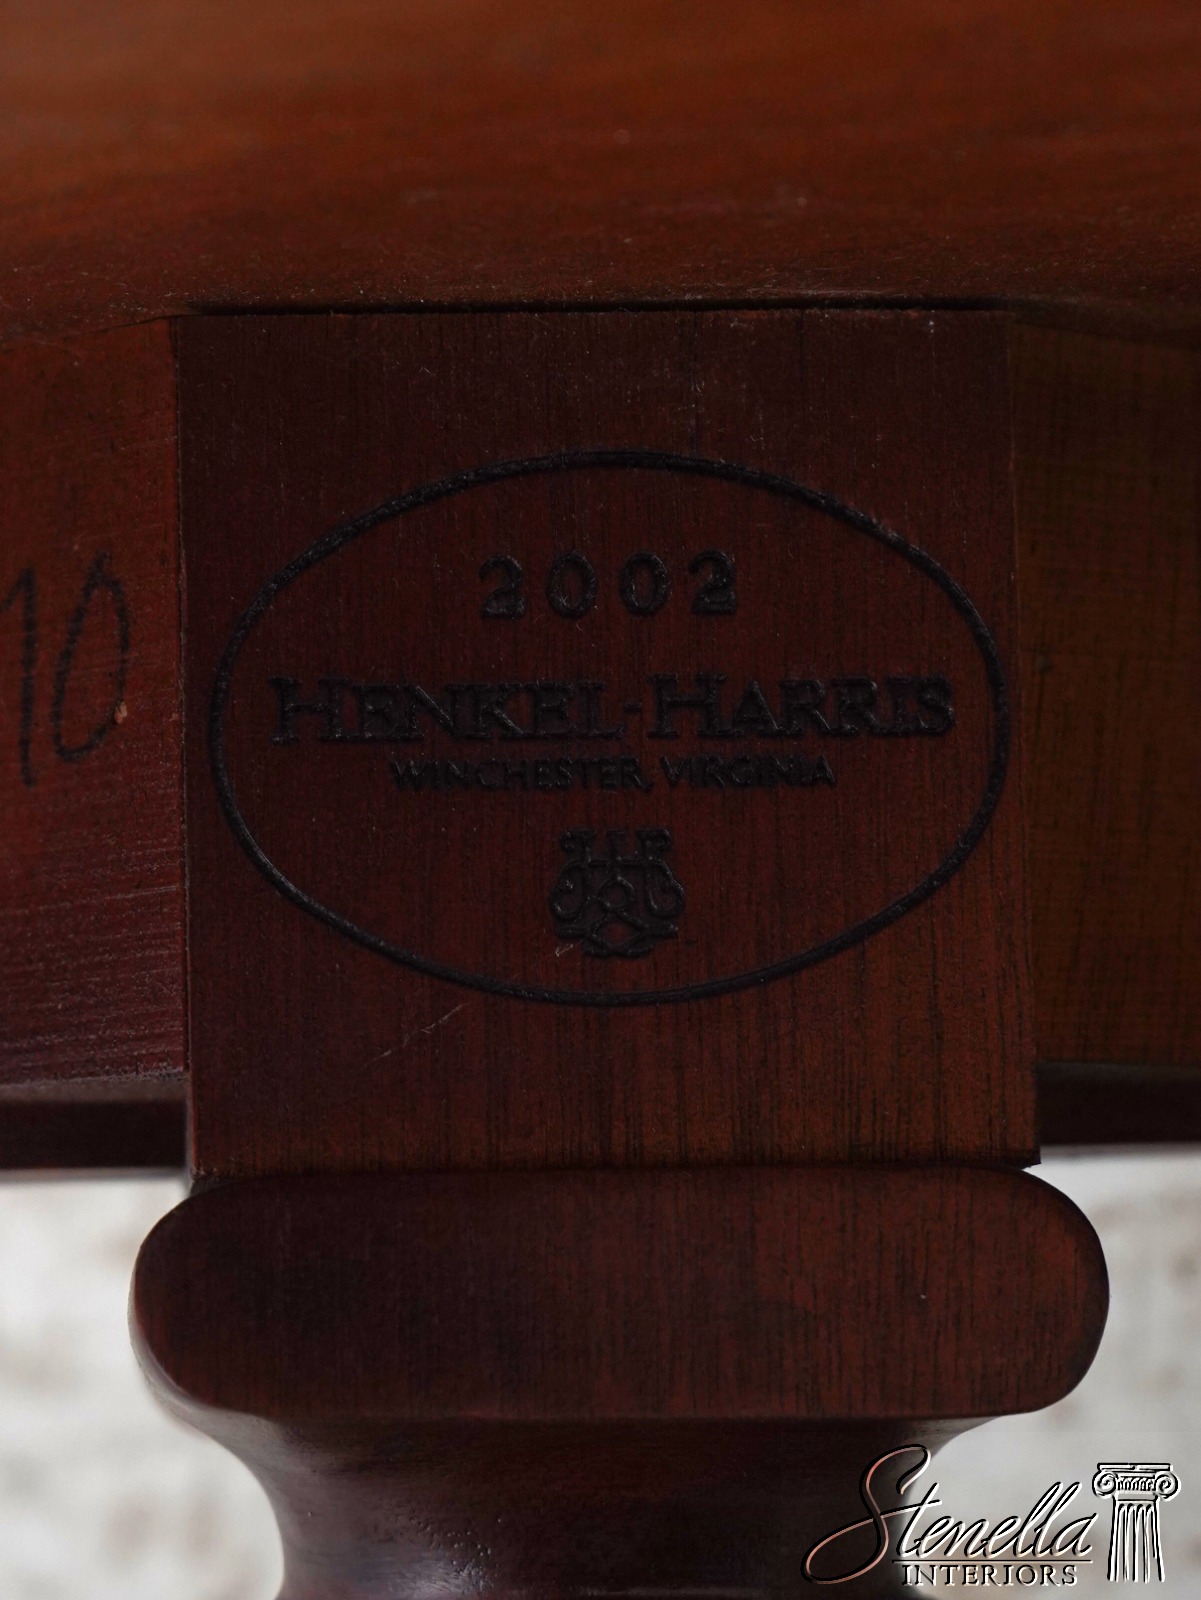 2002
HENKEL-HARRIS
WINCHESTER, VIRGINIA
10
Stenella
INTERIORS